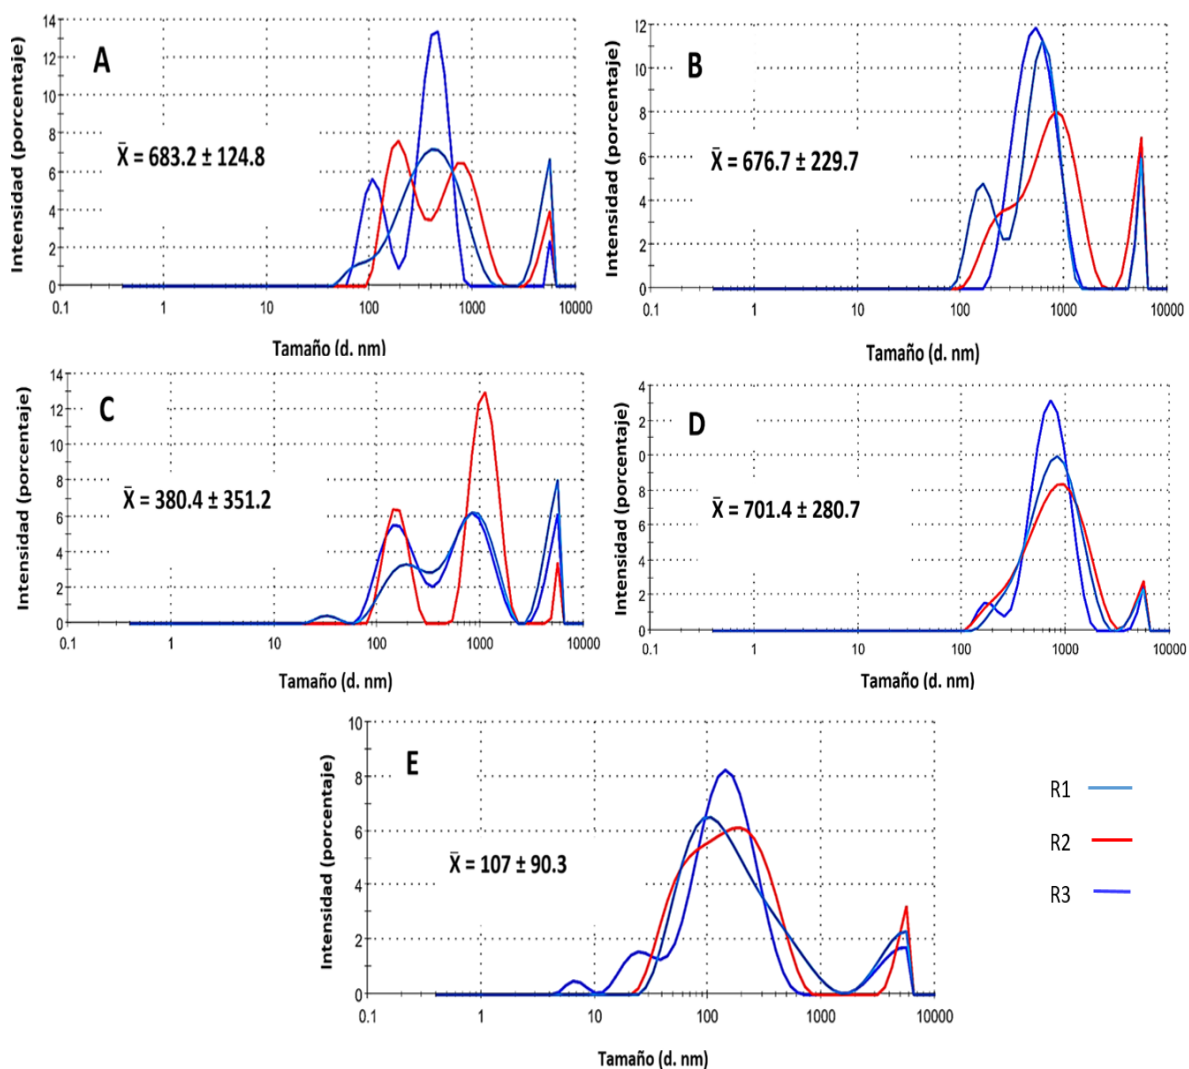 A
X̄ = 683.2 ± 124.8
Intensidad (porcentaje)
14
12
10
8
6
4
2
0
0.1 1 10 100 1000 10000
Tamaño (d. nm)
B
X̄ = 676.7 ± 229.7
Intensidad (porcentaje)
12
10
8
6
4
2
0
0.1 1 10 100 1000 10000
Tamaño (d. nm)
C
X̄ = 380.4 ± 351.2
Intensidad (porcentaje)
14
12
10
8
6
4
2
0
0.1 1 10 100 1000 10000
Tamaño (d. nm)
D
X̄ = 701.4 ± 280.7
Intensidad (porcentaje)
4
2
0
8
6
4
2
0
0.1 1 10 100 1000 10000
Tamaño (d. nm)
E
X̄ = 107 ± 90.3
Intensidad (porcentaje)
10
8
6
4
2
0
0.1 1 10 100 1000 10000
Tamaño (d. nm)
R1
R2
R3